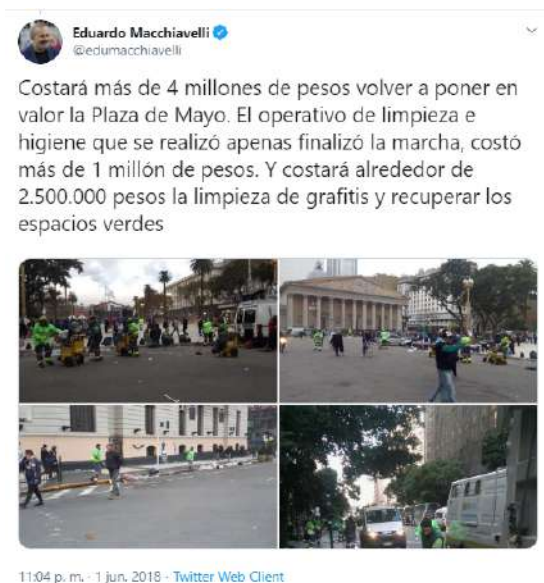 Eduardo Macchiavelli
@edumacchiavelli
Costará más de 4 millones de pesos volver a poner en
valor la Plaza de Mayo. El operativo de limpieza e
higiene que se realizó apenas finalizó la marcha, costó
más de 1 millón de pesos. Y costará alrededor de
2.500.000 pesos la limpieza de grafitis y recuperar los
espacios verdes
11:04 p. m. · 1 jun. 2018 · Twitter Web Client